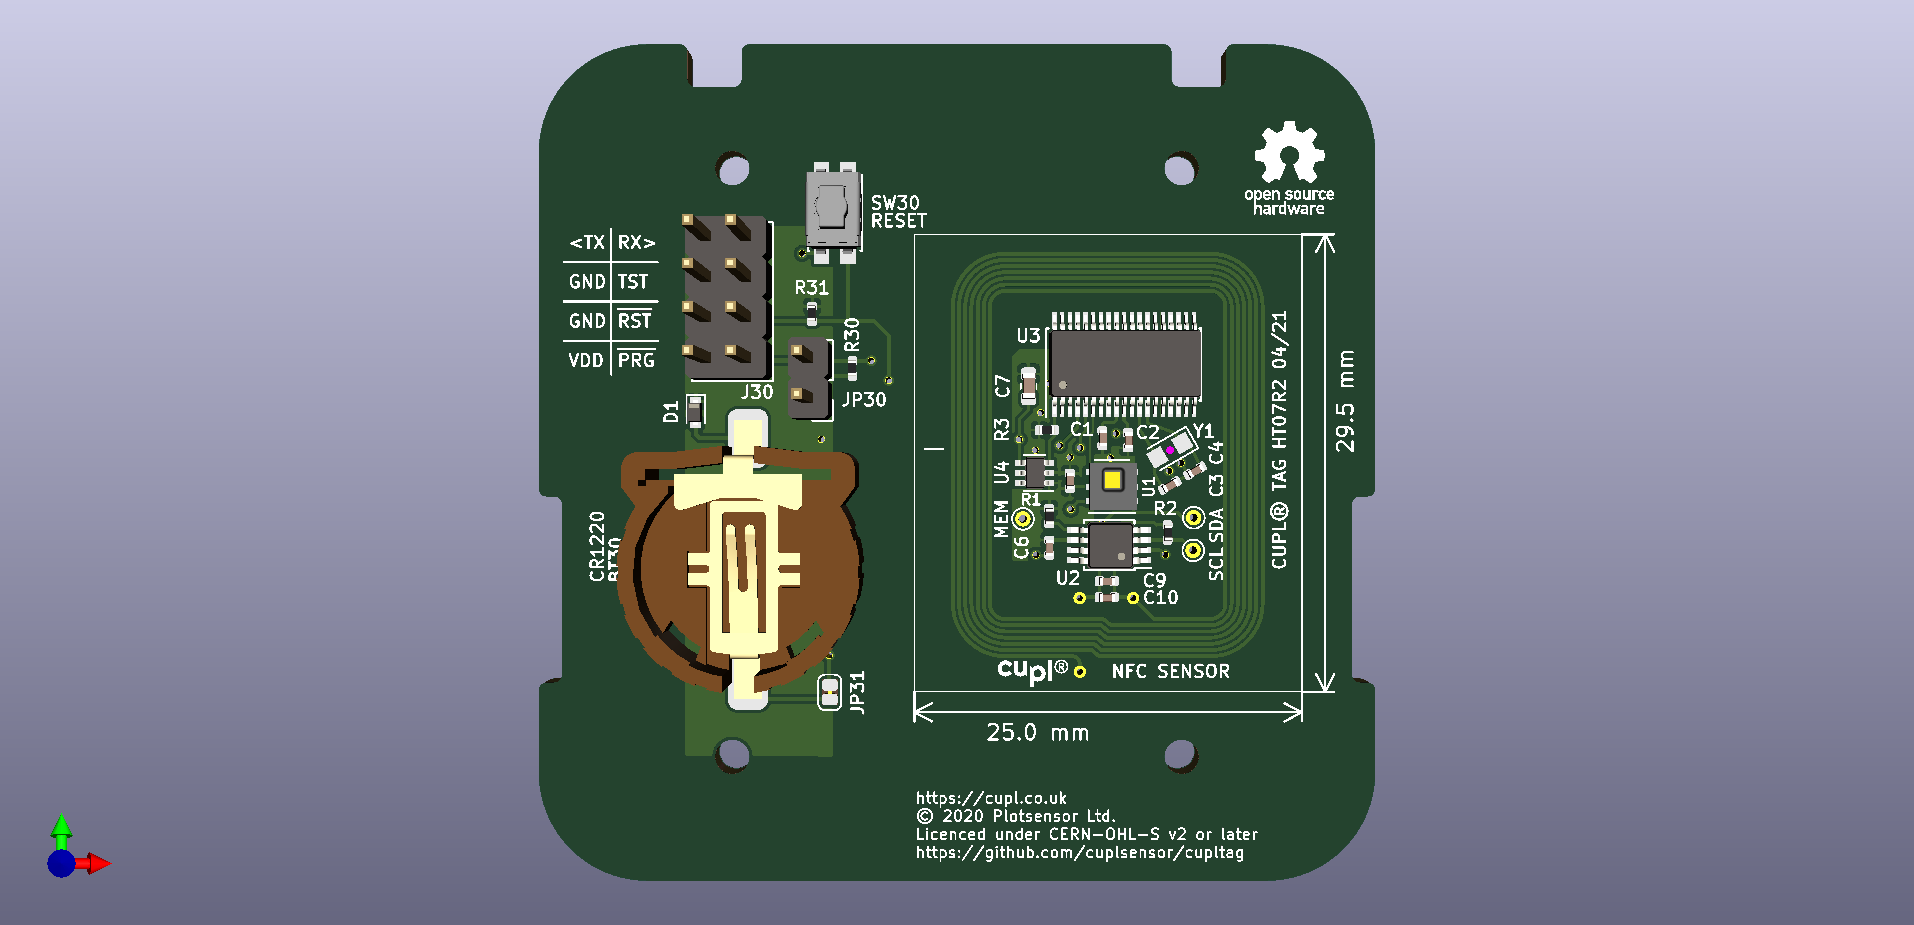 open source
hardware
SW30
RESET
<TX RX>
GND TST
GND RST
VDD PRG
R31
R30
J30
JP30
D1
CR1220
BT30
JP31
U3
C7
R3
C1
C2
Y1
C4
C3
U4
R1
U1
R2
MEM
C6
SDA
SCL
U2
C9
C10
CUPL® TAG HT07R2 04/21
29.5 mm
cupl®
NFC SENSOR
25.0 mm
https://cupl.co.uk
© 2020 Plotsensor Ltd.
Licenced under CERN-OHL-S v2 or later
https://github.com/cuplsensor/cupltag